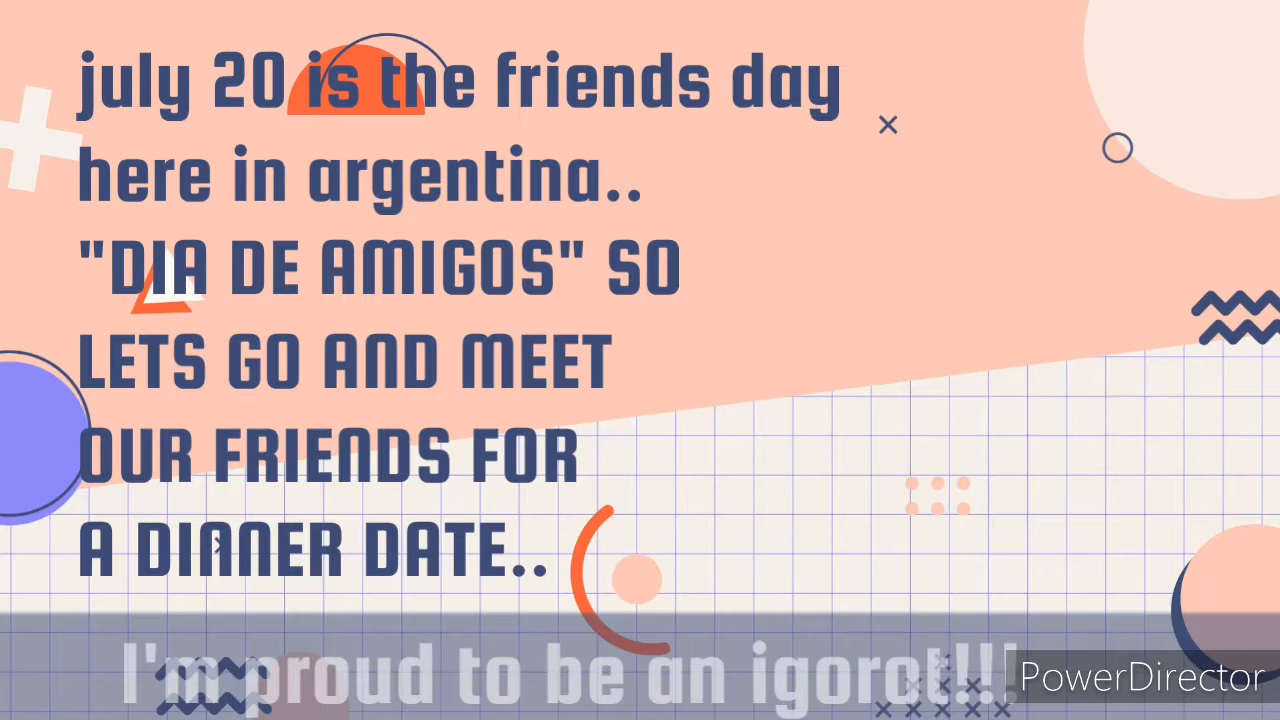 july 20 is the friends day
here in argentina..
"DIA DE AMIGOS" SO
LETS GO AND MEET
OUR FRIENDS FOR
A DINNER DATE..
I'm proud to be an igorot!!!
PowerDirector